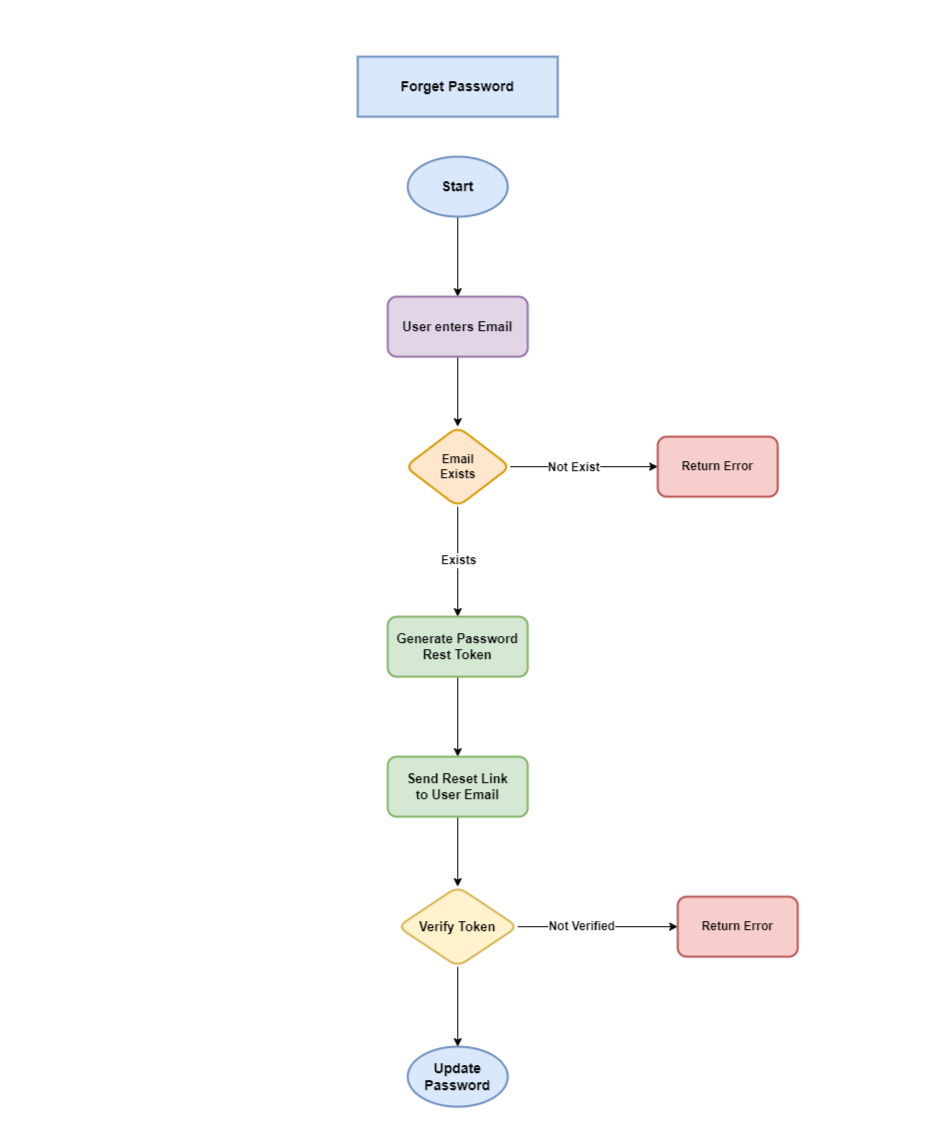 Forget Password
Start
User enters Email
Email
Exists
Not Exist
Return Error
Exists
Generate Password
Rest Token
Send Reset Link
to User Email
Verify Token
Not Verified
Return Error
Update
Password